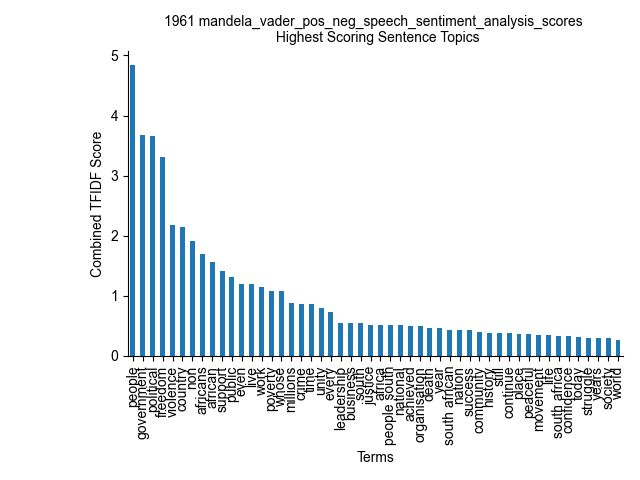 1961 mandela_vader_pos_neg_speech_sentiment_analysis_scores
Highest Scoring Sentence Topics
Combined TFIDF Score
5
4
3
2
1
0
people
government
political
freedom
violence
country
non
africans
african
support
public
even
live
work
poverty
whose
millions
crime
time
unity
every
leadership
business
south
justice
africa
people south
national
achieved
organisation
death
year
south african
nation
success
community
history
still
continue
place
peaceful
movement
life
south africa
confidence
today
struggle
years
society
world
Terms